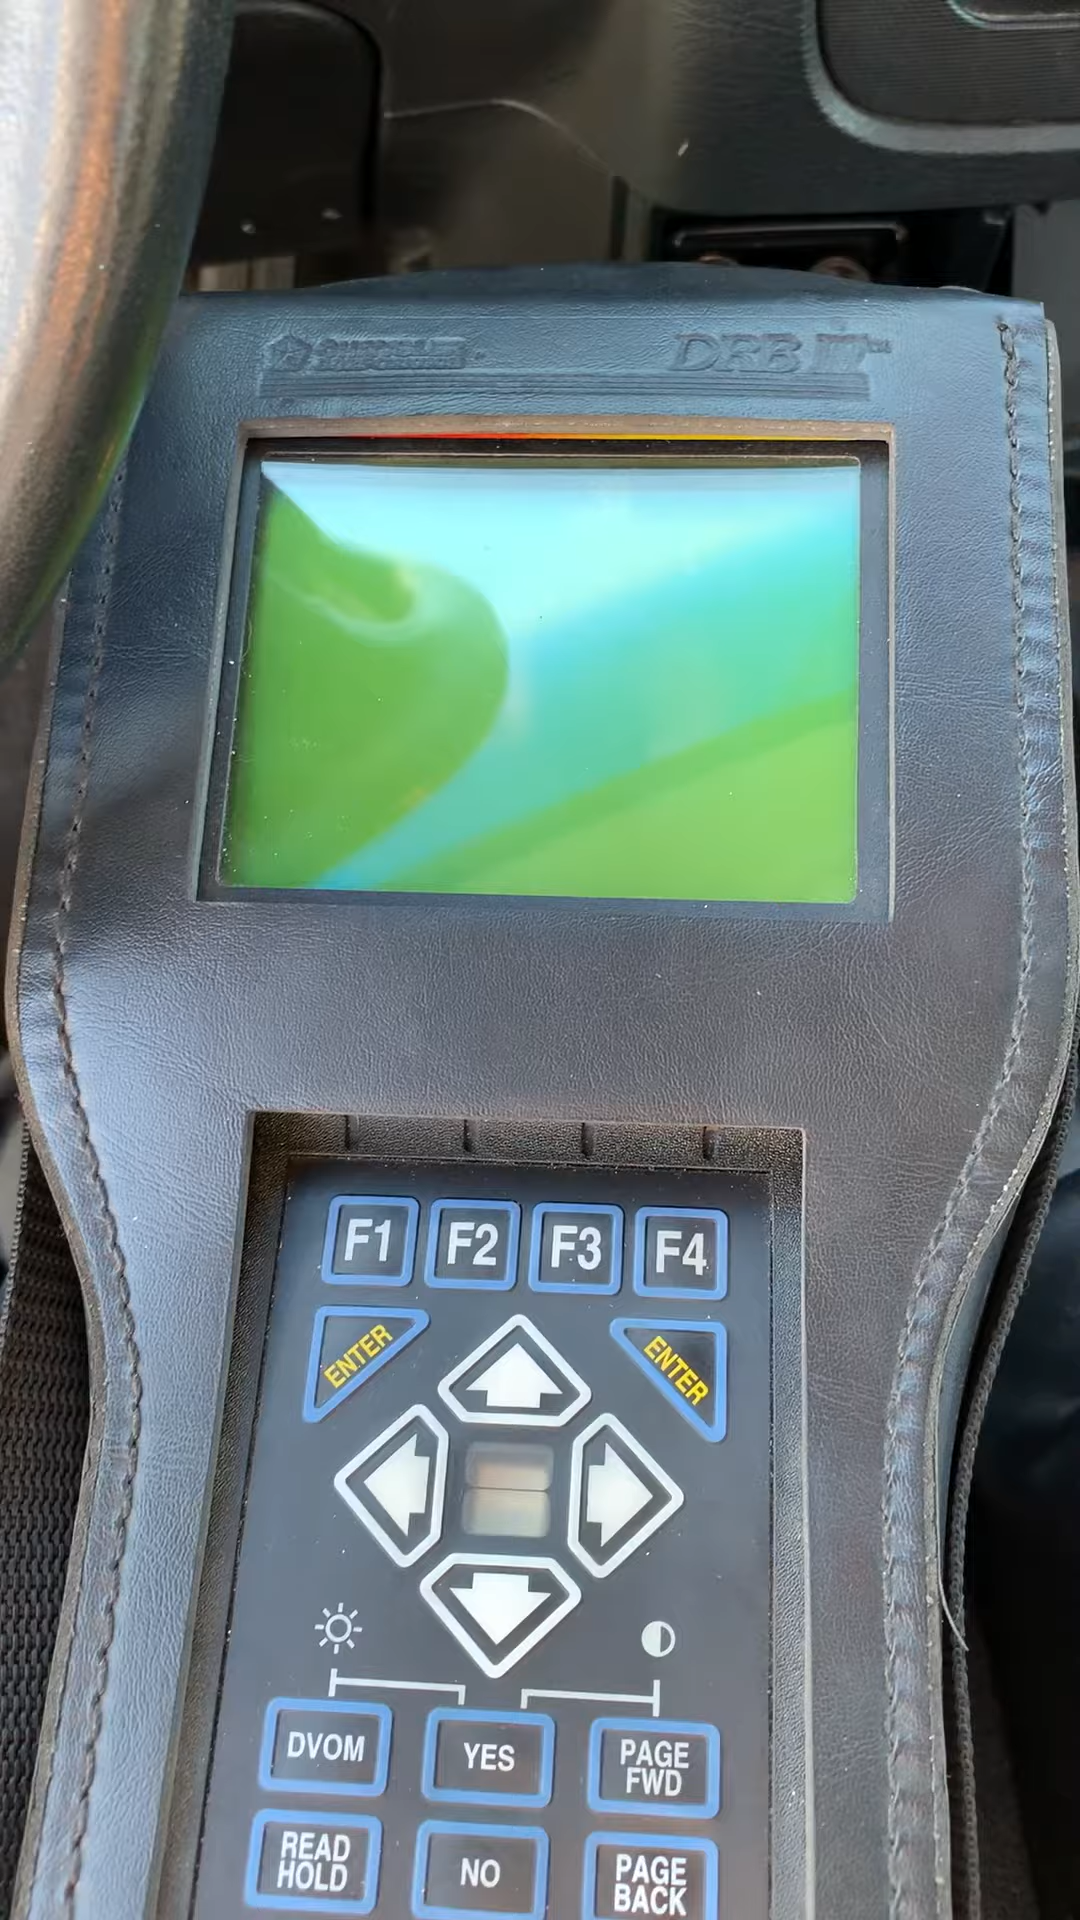 DRB III
F1 F2 F3 F4
ENTER ENTER
DVOM YES PAGE FWD
READ HOLD NO PAGE BACK